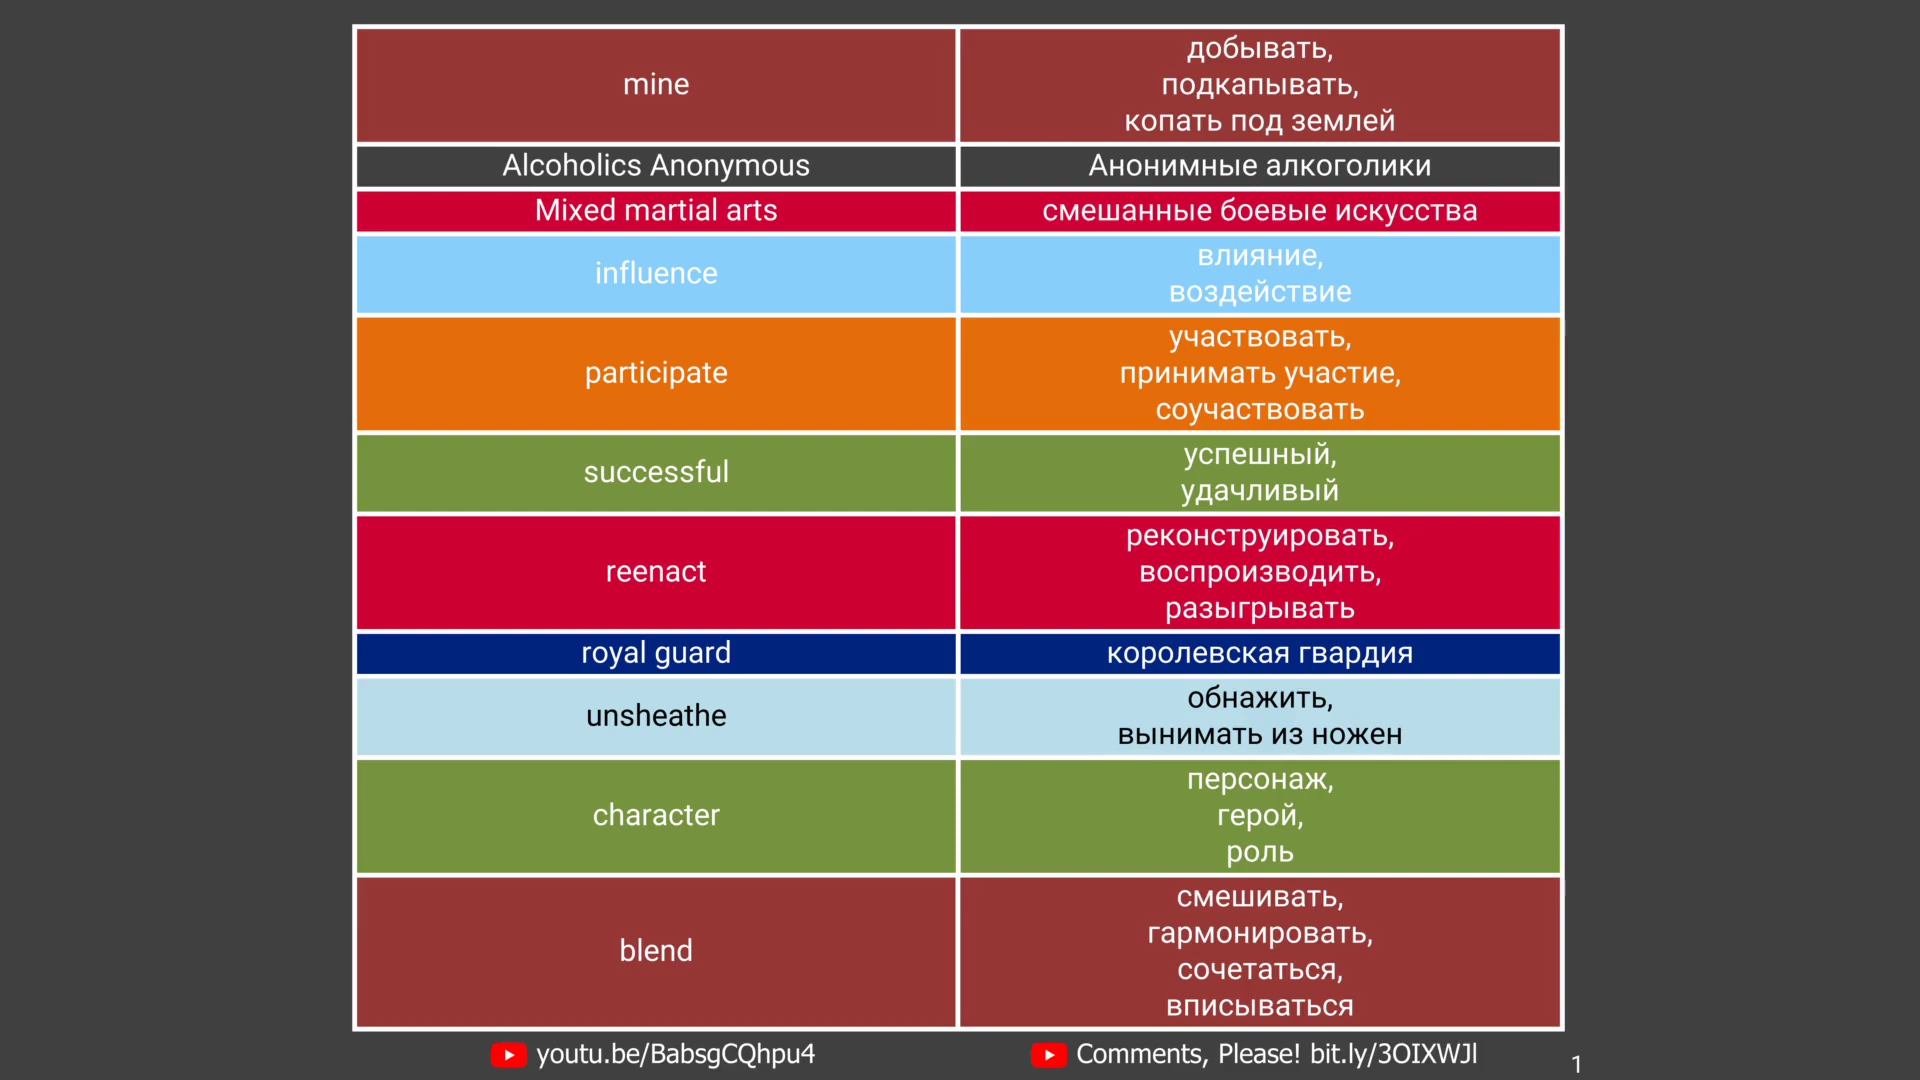 mine
добывать,
подкапывать,
копать под землей
Alcoholics Anonymous
Анонимные алкоголики
Mixed martial arts
смешанные боевые искусства
influence
влияние,
воздействие
participate
участвовать,
принимать участие,
соучаствовать
successful
успешный,
удачливый
reenact
реконструировать,
воспроизводить,
разыгрывать
royal guard
королевская гвардия
unsheathe
обнажить,
вынимать из ножен
character
персонаж,
герой,
роль
blend
смешивать,
гармонировать,
сочетаться,
вписываться
youtu.be/BabsgCQhpu4
Comments, Please! bit.ly/3OIXWJl
1